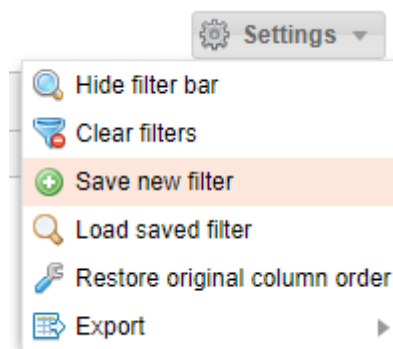 Settings
Hide filter bar
Clear filters
Save new filter
Load saved filter
Restore original column order
Export